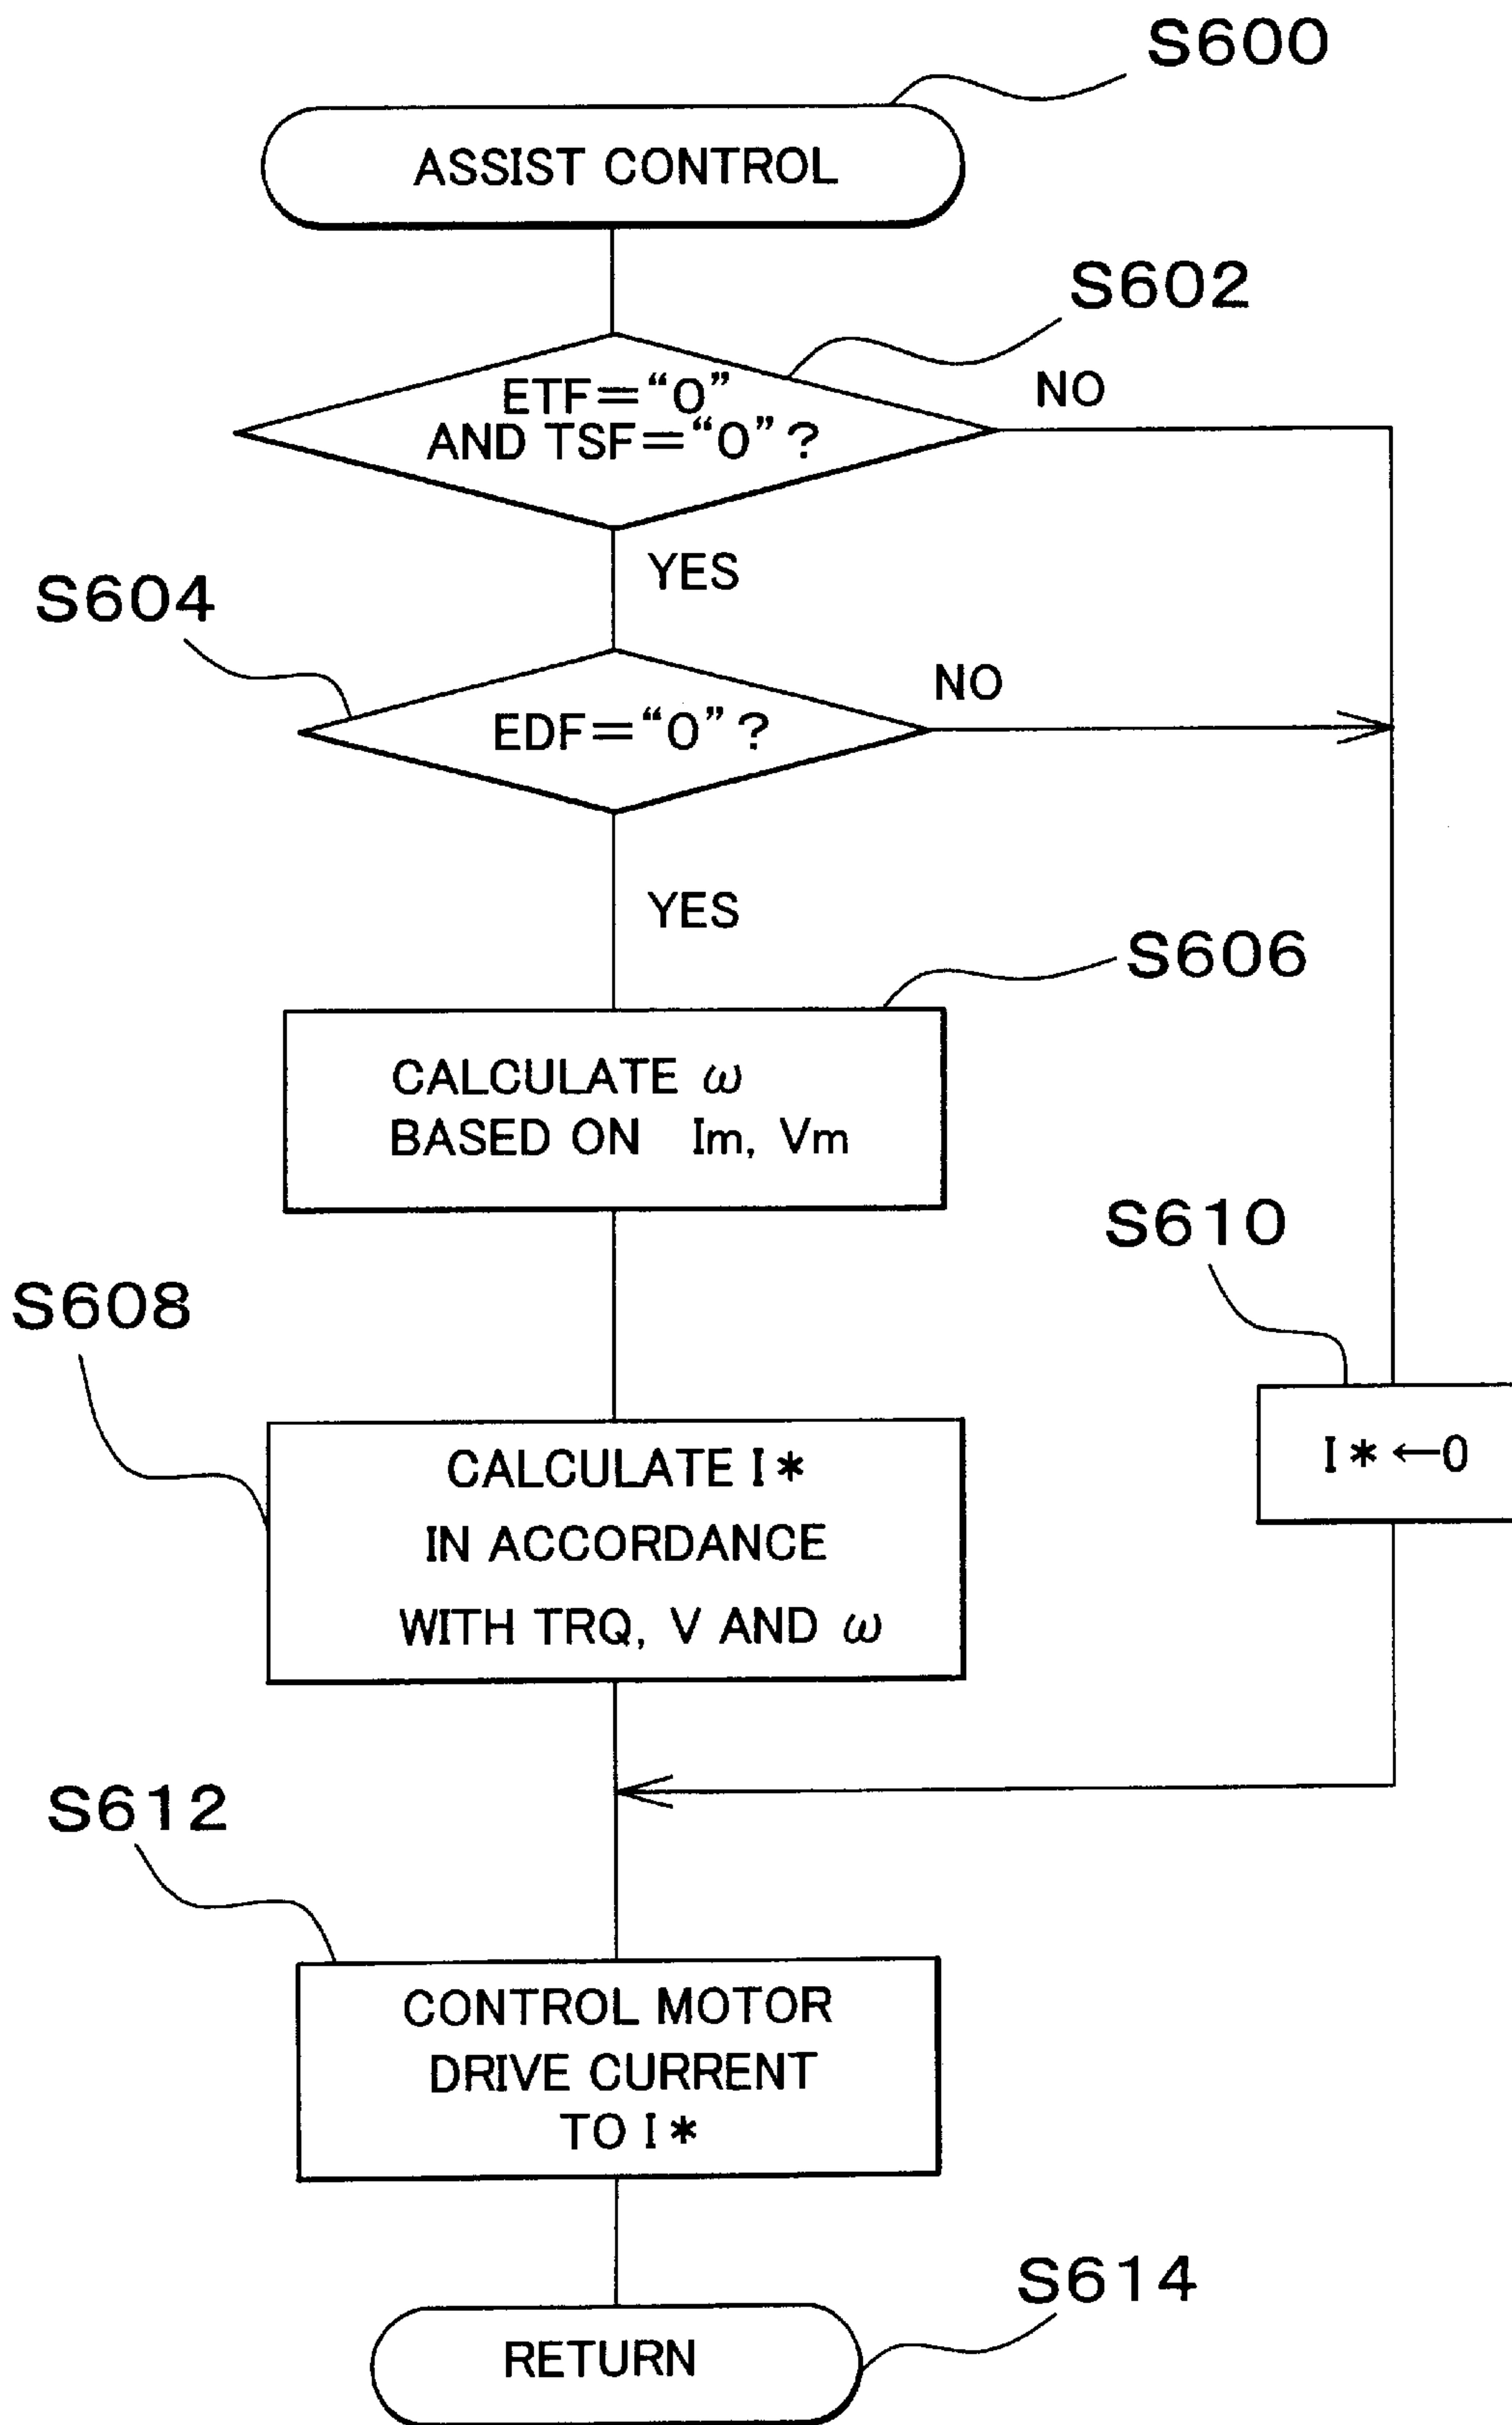 S600
ASSIST CONTROL
S602
ETF="0"
AND TSF="0"?
NO
YES
S604
EDF="0"?
NO
YES
S606
CALCULATE ω
BASED ON Im, Vm
S610
I*←0
S608
CALCULATE I*
IN ACCORDANCE
WITH TRQ, V AND ω
S612
CONTROL MOTOR
DRIVE CURRENT
TO I*
S614
RETURN